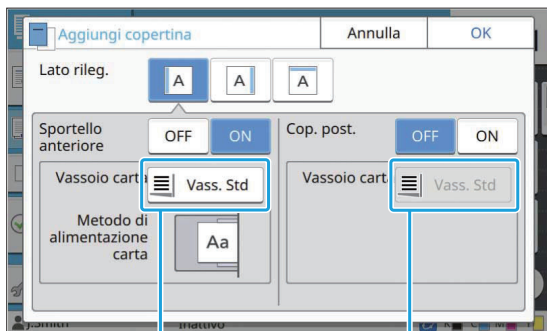 Aggiungi copertina
Annulla
OK
Lato rileg.
A
A
A
Sportello
anteriore
OFF
ON
Cop. post.
OFF
ON
Vassoio carta
Vass. Std
Vassoio carta
Vass. Std
Metodo di
alimentazione
carta
Aa
J.Smith
Inattivo
K
C
M
Y